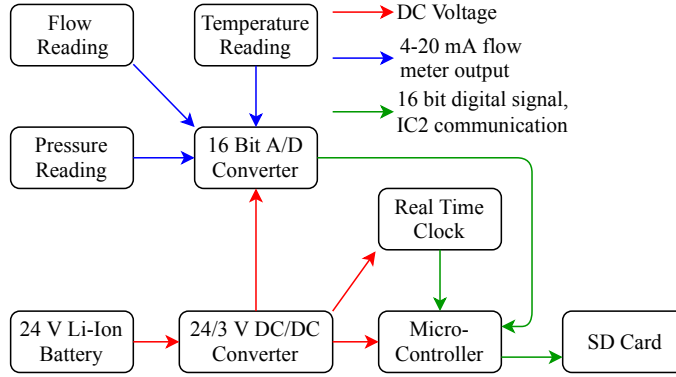 Flow
Reading
Temperature
Reading
DC Voltage
4-20 mA flow
meter output
16 bit digital signal,
IC2 communication
Pressure
Reading
16 Bit A/D
Converter
Real Time
Clock
24 V Li-Ion
Battery
24/3 V DC/DC
Converter
Micro-
Controller
SD Card